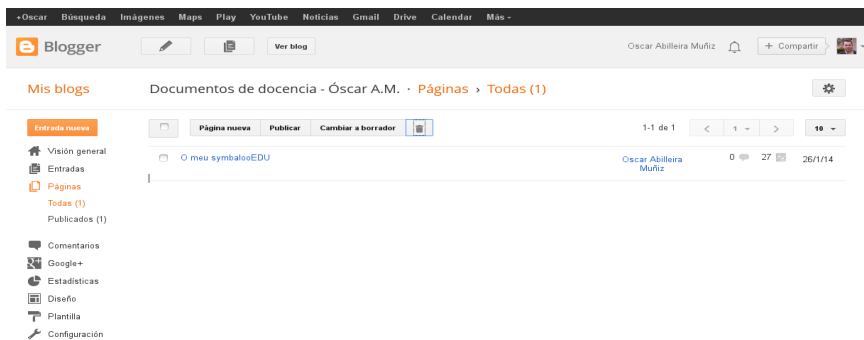 +Oscar Búsqueda Imágenes Maps Play YouTube Noticias Gmail Drive Calendar Más
Blogger Ver blog Oscar Abilleira Muñiz + Compartir
Mis blogs Documentos de docencia - Óscar A.M. · Páginas › Todas (1)
Entrada nueva Página nueva Publicar Cambiar a borrador 1-1 de 1 < 1 > 10
Visión general O meu symbalooEDU Oscar Abilleira Muñiz 0 27 26/1/14
Entradas
Páginas
Todas (1)
Publicados (1)
Comentarios
Google+
Estadísticas
Diseño
Plantilla
Configuración